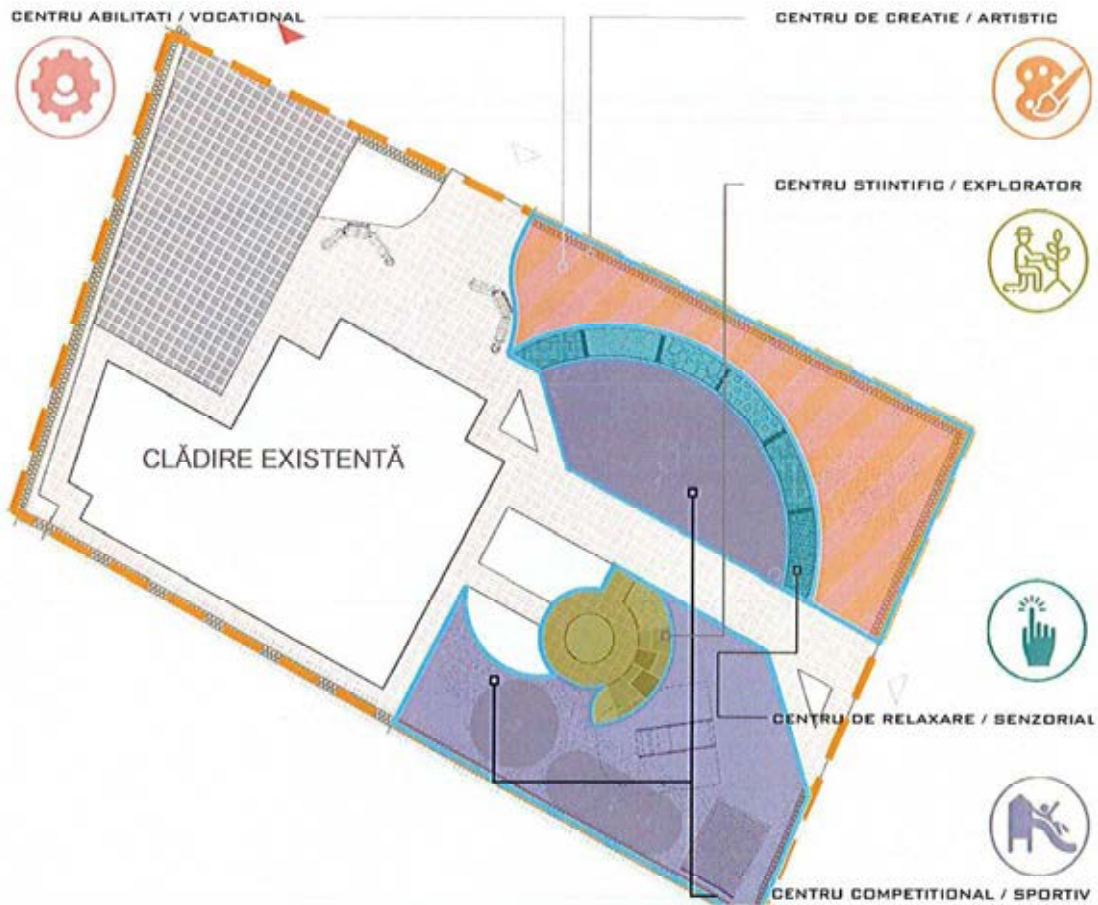 CENTRU ABILITATI / VOCATIONAL
CENTRU DE CREATIE / ARTISTIC
CENTRU STIINTIFIC / EXPLORATOR
CLĂDIRE EXISTENTĂ
CENTRU DE RELAXARE / SENZORIAL
CENTRU COMPETITIONAL / SPORTIV